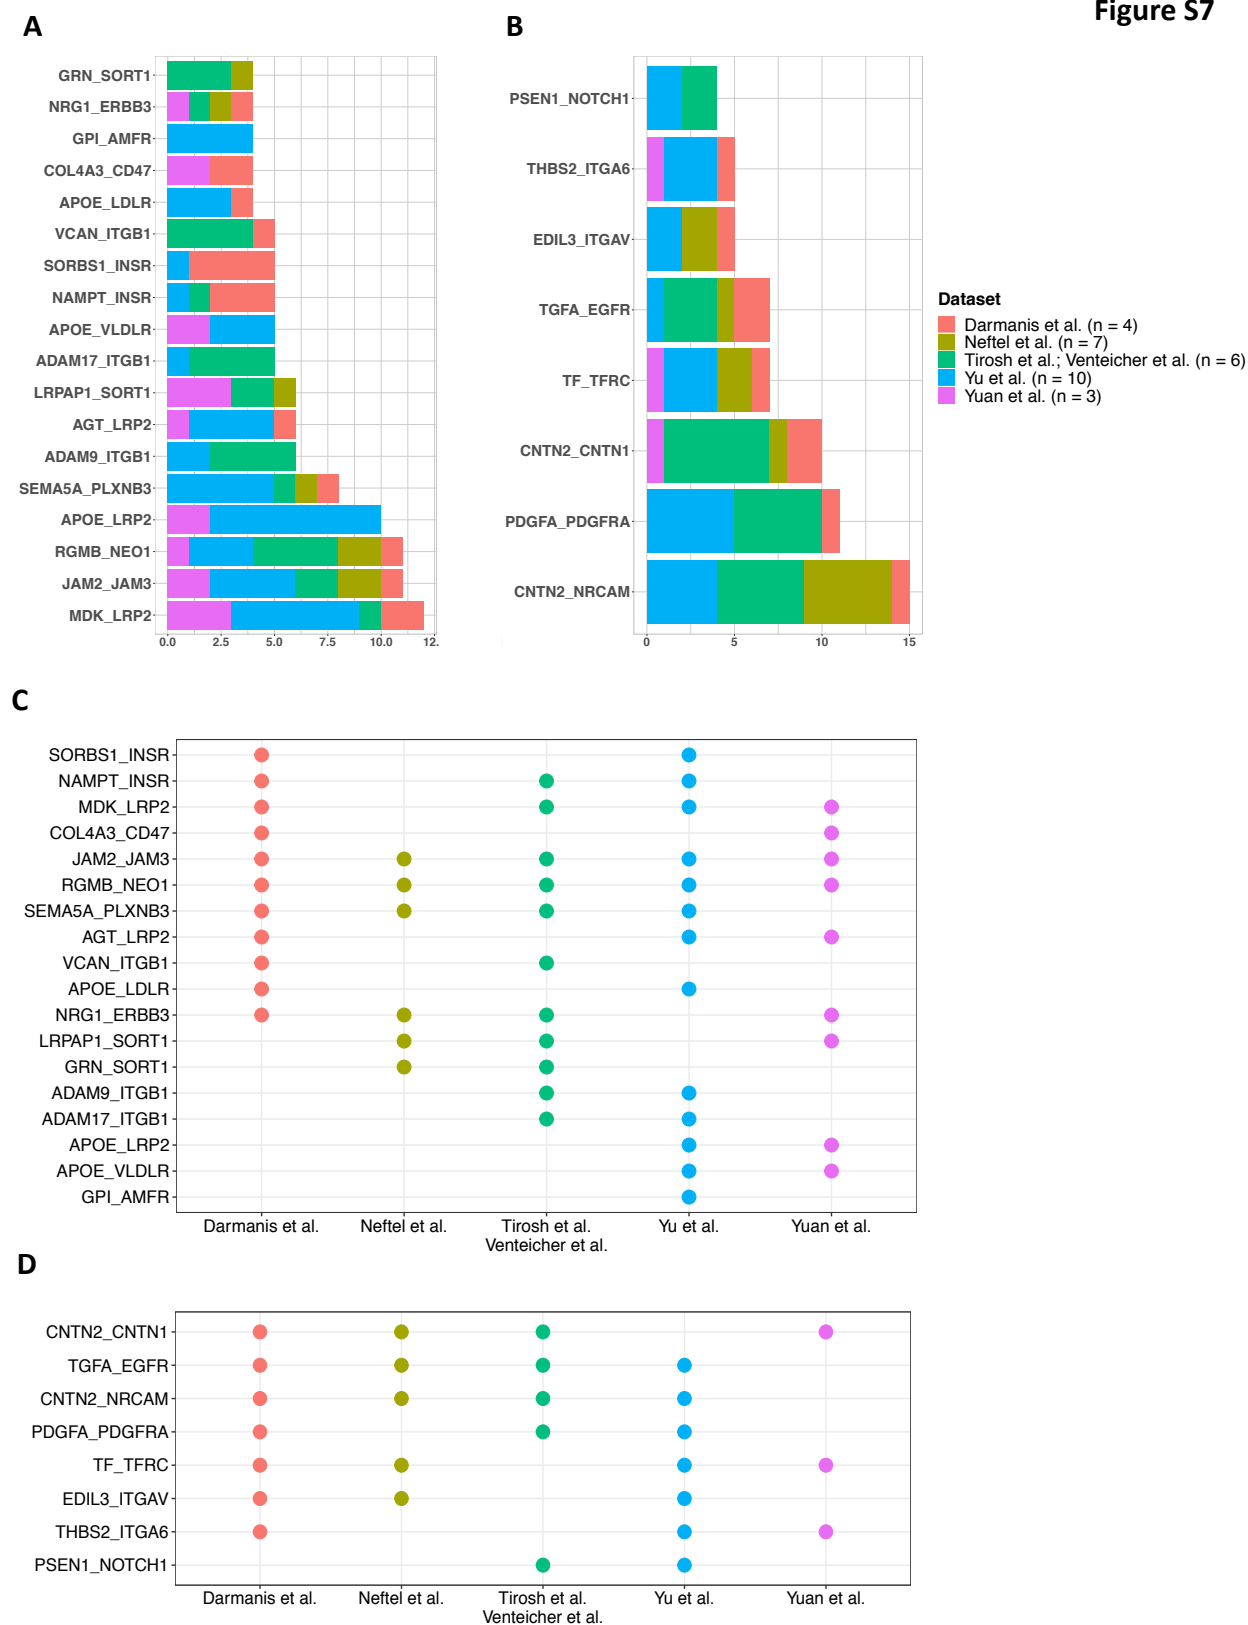 Figure S7
A
GRN_SORT1
NRG1_ERBB3
GPI_AMFR
COL4A3_CD47
APOE_LDLR
VCAN_ITGB1
SORBS1_INSR
NAMPT_INSR
APOE_VLDLR
ADAM17_ITGB1
LRPAP1_SORT1
AGT_LRP2
ADAM9_ITGB1
SEMA5A_PLXNB3
APOE_LRP2
RGMB_NEO1
JAM2_JAM3
MDK_LRP2
0.0 2.5 5.0 7.5 10.0 12.
B
PSEN1_NOTCH1
THBS2_ITGA6
EDIL3_ITGAV
TGFA_EGFR
TF_TFRC
CNTN2_CNTN1
PDGFA_PDGFRA
CNTN2_NRCAM
0 5 10 15
Dataset
Darmanis et al. (n = 4)
Neftel et al. (n = 7)
Tirosh et al.; Venteicher et al. (n = 6)
Yu et al. (n = 10)
Yuan et al. (n = 3)
C
SORBS1_INSR
NAMPT_INSR
MDK_LRP2
COL4A3_CD47
JAM2_JAM3
RGMB_NEO1
SEMA5A_PLXNB3
AGT_LRP2
VCAN_ITGB1
APOE_LDLR
NRG1_ERBB3
LRPAP1_SORT1
GRN_SORT1
ADAM9_ITGB1
ADAM17_ITGB1
APOE_LRP2
APOE_VLDLR
GPI_AMFR
Darmanis et al. Neftel et al. Tirosh et al. Yu et al. Yuan et al.
Venteicher et al.
D
CNTN2_CNTN1
TGFA_EGFR
CNTN2_NRCAM
PDGFA_PDGFRA
TF_TFRC
EDIL3_ITGAV
THBS2_ITGA6
PSEN1_NOTCH1
Darmanis et al. Neftel et al. Tirosh et al. Yu et al. Yuan et al.
Venteicher et al.